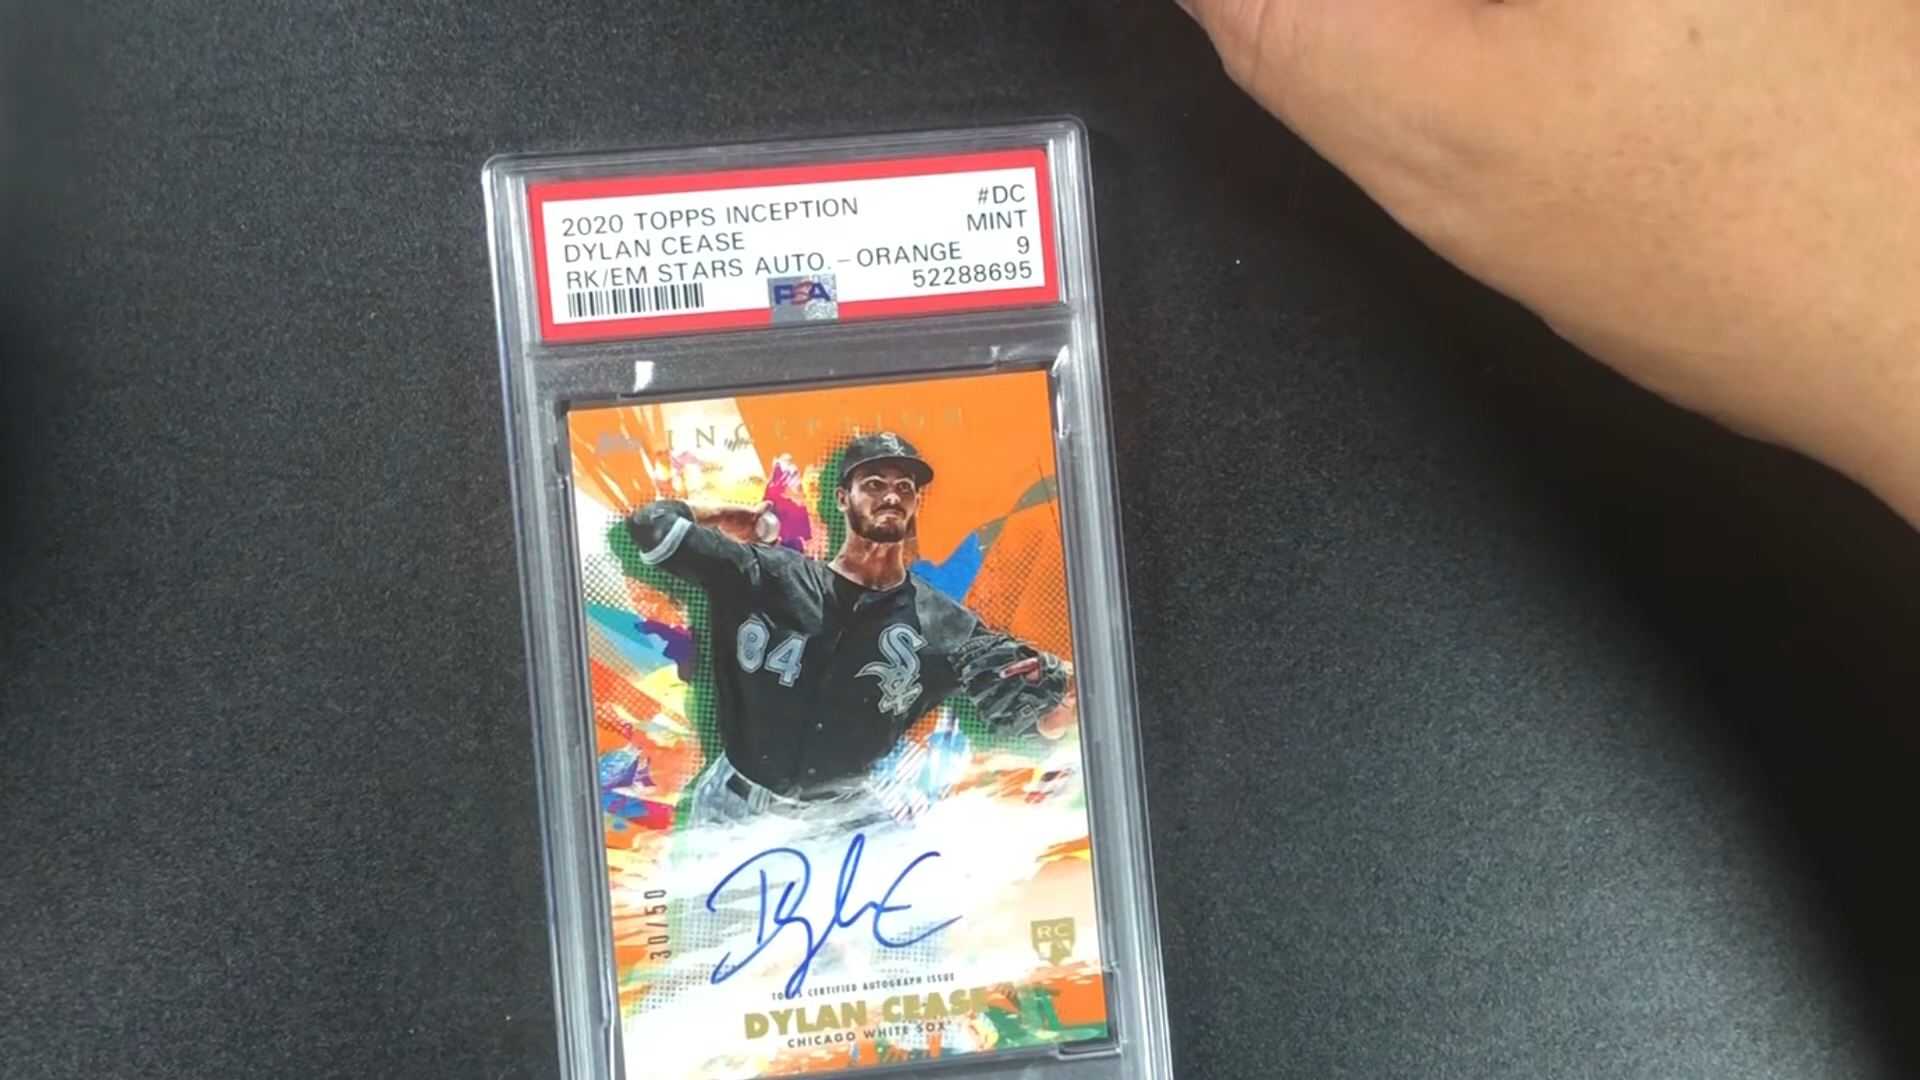 2020 TOPPS INCEPTION #DC
DYLAN CEASE MINT
RK/EM STARS AUTO. - ORANGE 9
PSA 52288695
INCEPTION
84
Sox
30/50
RC
TOPPS CERTIFIED AUTOGRAPH ISSUE
DYLAN CEASE
CHICAGO WHITE SOX